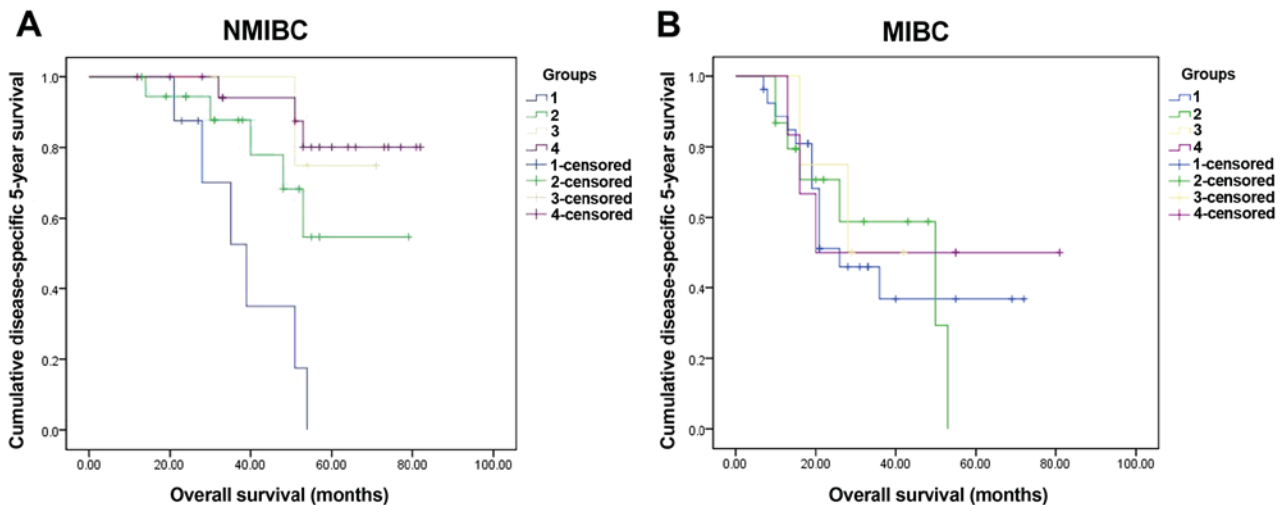 A
NMIBC
Cumulative disease-specific 5-year survival
1.0
0.8
0.6
0.4
0.2
0.0
0.00 20.00 40.00 60.00 80.00 100.00
Overall survival (months)
Groups
1
2
3
4
1-censored
2-censored
3-censored
4-censored
B
MIBC
Cumulative disease-specific 5-year survival
1.0
0.8
0.6
0.4
0.2
0.0
0.00 20.00 40.00 60.00 80.00 100.00
Overall survival (months)
Groups
1
2
3
4
1-censored
2-censored
3-censored
4-censored